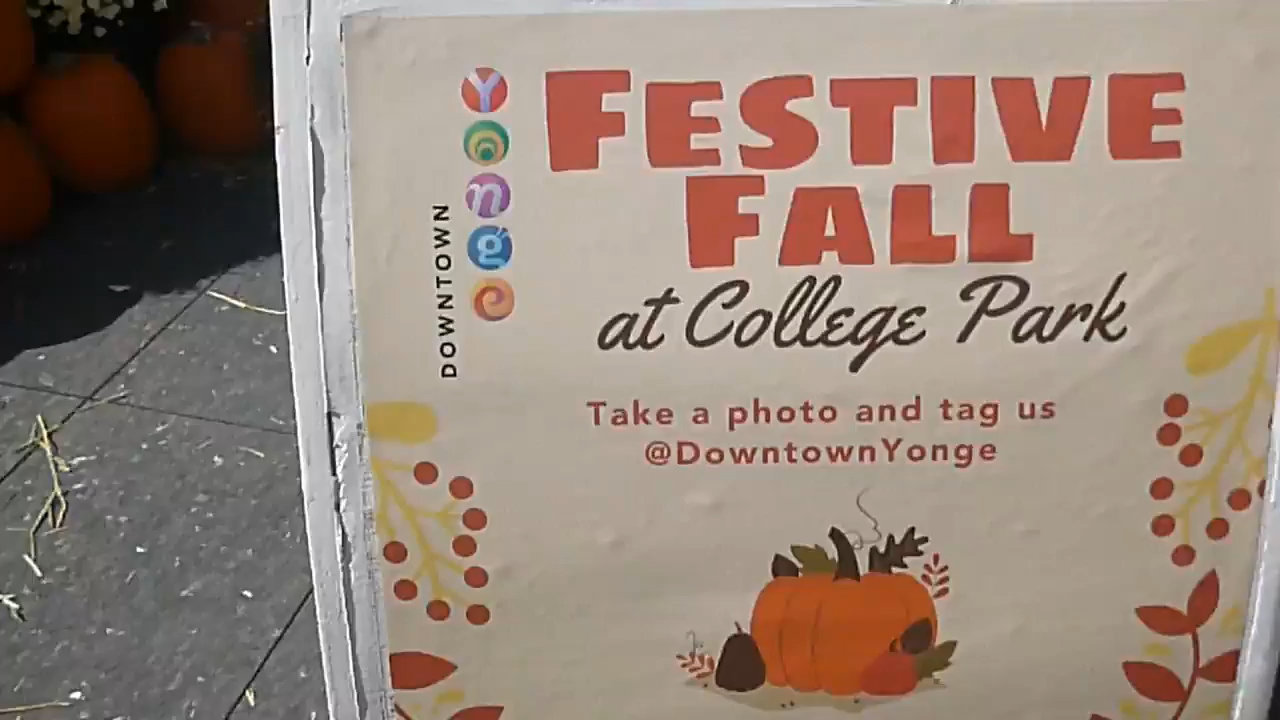 DOWNTOWN
Yonge
FESTIVE
FALL
at College Park
Take a photo and tag us
@DowntownYonge